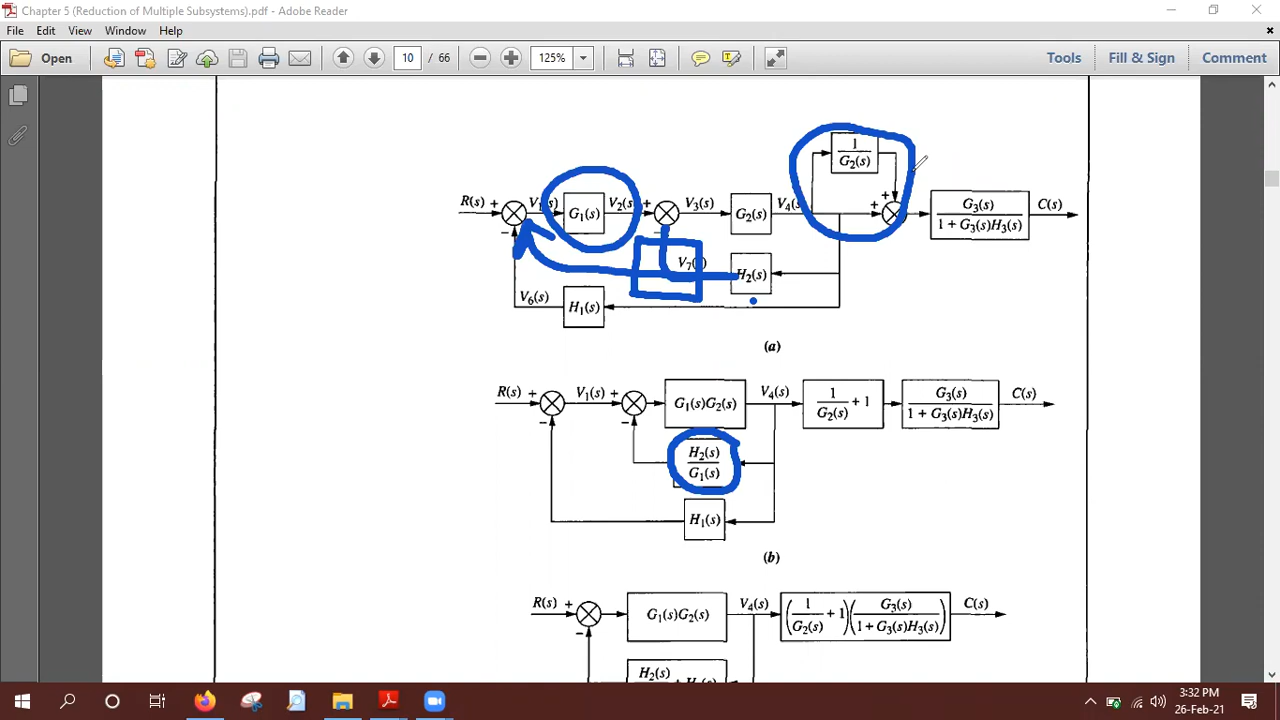 Chapter 5 (Reduction of Multiple Subsystems).pdf - Adobe Reader
File Edit View Window Help
Open 10 / 66 125% Tools Fill & Sign Comment
1
G₂(s)
R(s) + G₁(s) V₂(s) + V₃(s) G₂(s) + + G₃(s) C(s)
1 + G₃(s)H₃(s)
−
H₂(s)
V₆(s) H₁(s)
(a)
R(s) + V₁(s) + G₁(s)G₂(s) V₄(s) 1 + 1 G₃(s) C(s)
G₂(s) 1 + G₃(s)H₃(s)
− −
H₂(s)
G₁(s)
H₁(s)
(b)
R(s) + G₁(s)G₂(s) V₄(s) (1 + 1)(G₃(s)) C(s)
G₂(s) 1 + G₃(s)H₃(s)
−
H₂(s)
3:32 PM
26-Feb-21